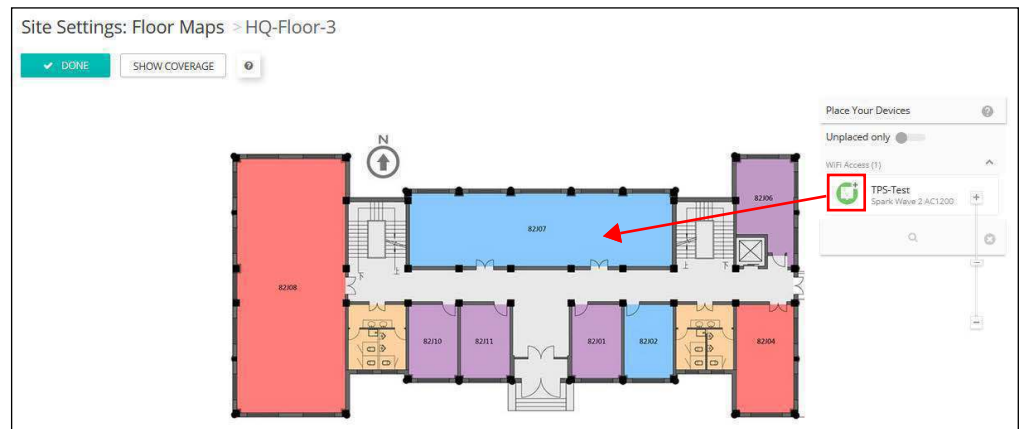 Site Settings: Floor Maps > HQ-Floor-3
DONE
SHOW COVERAGE
?
Place Your Devices
?
Unplaced only
WiFi Access (1)
TPS-Test
Spark Wave 2 AC1200
N
82J06
82J07
82J08
82J10
82J11
82J01
82J02
82J04